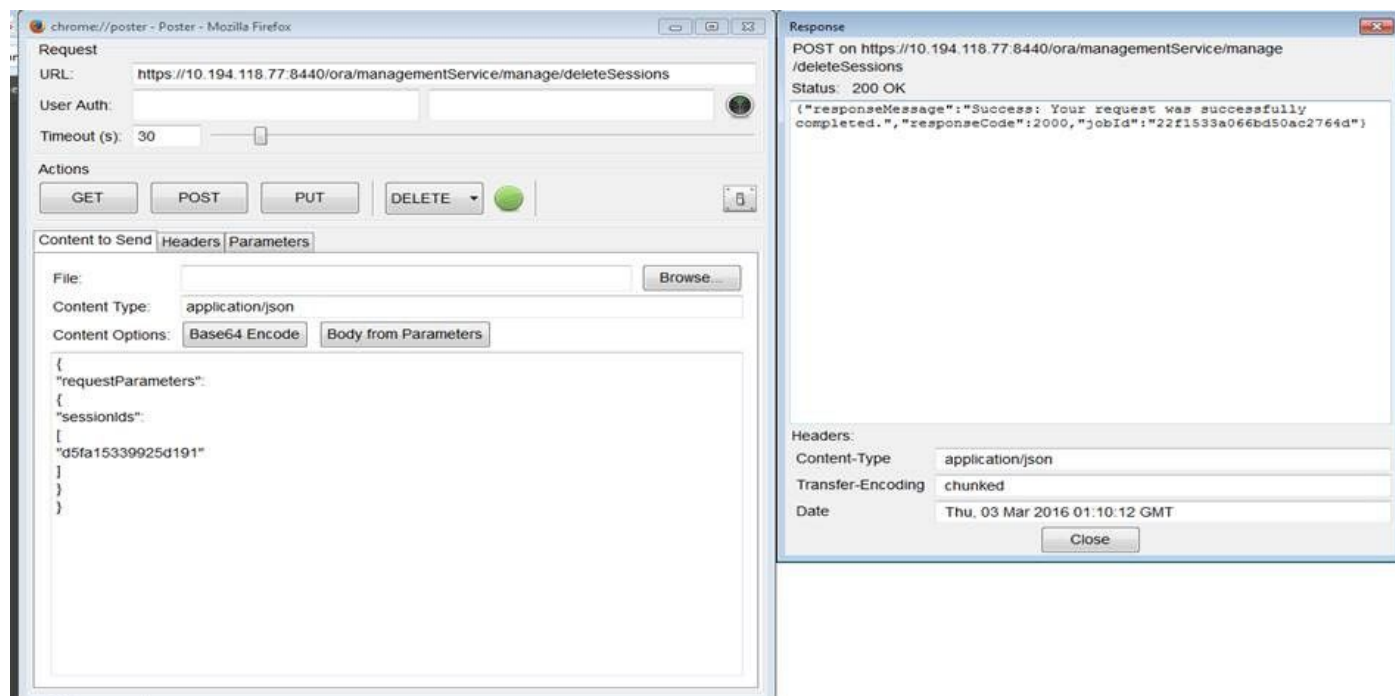 chrome://poster - Poster - Mozilla Firefox
Request
URL: https://10.194.118.77:8440/ora/managementService/manage/deleteSessions
User Auth:
Timeout (s): 30
Actions
GET POST PUT DELETE
Content to Send Headers Parameters
File: Browse...
Content Type: application/json
Content Options: Base64 Encode Body from Parameters
{
"requestParameters":
{
"sessionIds":
[
"d5fa15339925d191"
]
}
}
Response
POST on https://10.194.118.77:8440/ora/managementService/manage
/deleteSessions
Status: 200 OK
{"responseMessage":"Success: Your request was successfully
completed.","responseCode":2000,"jobId":"22f1533a066bd50ac2764d"}
Headers:
Content-Type application/json
Transfer-Encoding chunked
Date Thu, 03 Mar 2016 01:10:12 GMT
Close